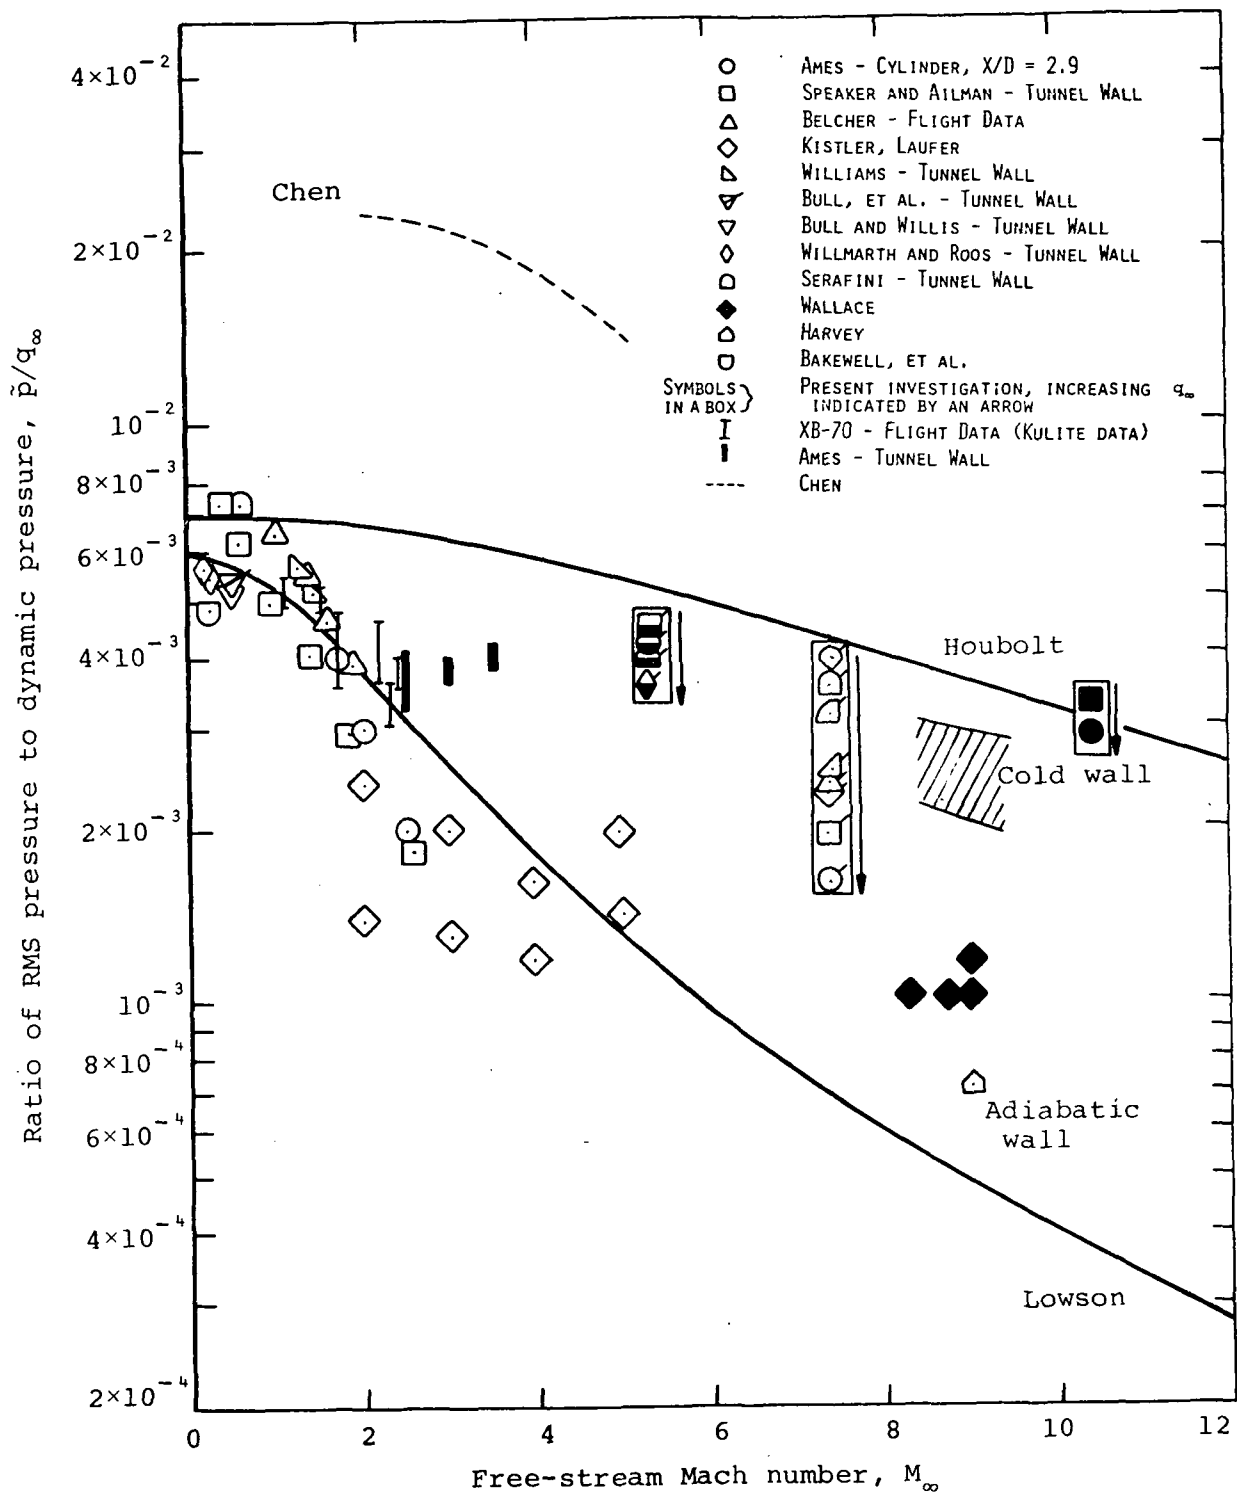 4×10⁻²
2×10⁻²
10⁻²
8×10⁻³
6×10⁻³
4×10⁻³
2×10⁻³
10⁻³
8×10⁻⁴
6×10⁻⁴
4×10⁻⁴
2×10⁻⁴
Ratio of RMS pressure to dynamic pressure, p̃/q∞
AMES - CYLINDER, X/D = 2.9
SPEAKER AND AILMAN - TUNNEL WALL
BELCHER - FLIGHT DATA
KISTLER, LAUFER
WILLIAMS - TUNNEL WALL
BULL, ET AL. - TUNNEL WALL
BULL AND WILLIS - TUNNEL WALL
WILLMARTH AND ROOS - TUNNEL WALL
SERAFINI - TUNNEL WALL
WALLACE
HARVEY
BAKEWELL, ET AL.
SYMBOLS IN A BOX} PRESENT INVESTIGATION, INCREASING q∞
INDICATED BY AN ARROW
XB-70 - FLIGHT DATA (KULITE DATA)
AMES - TUNNEL WALL
CHEN
Chen
Houbolt
Cold wall
Adiabatic
wall
Lowson
0 2 4 6 8 10 12
Free-stream Mach number, M∞